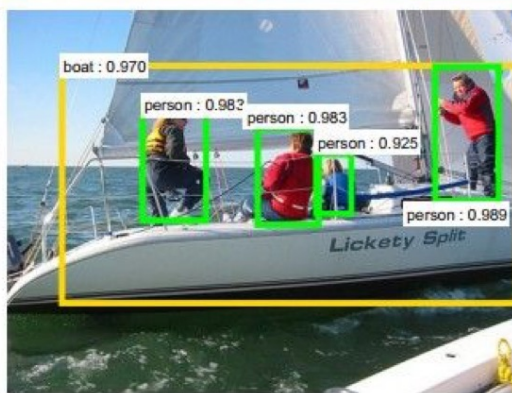 boat : 0.970
person : 0.983
person : 0.983
person : 0.925
person : 0.989
Lickety Split